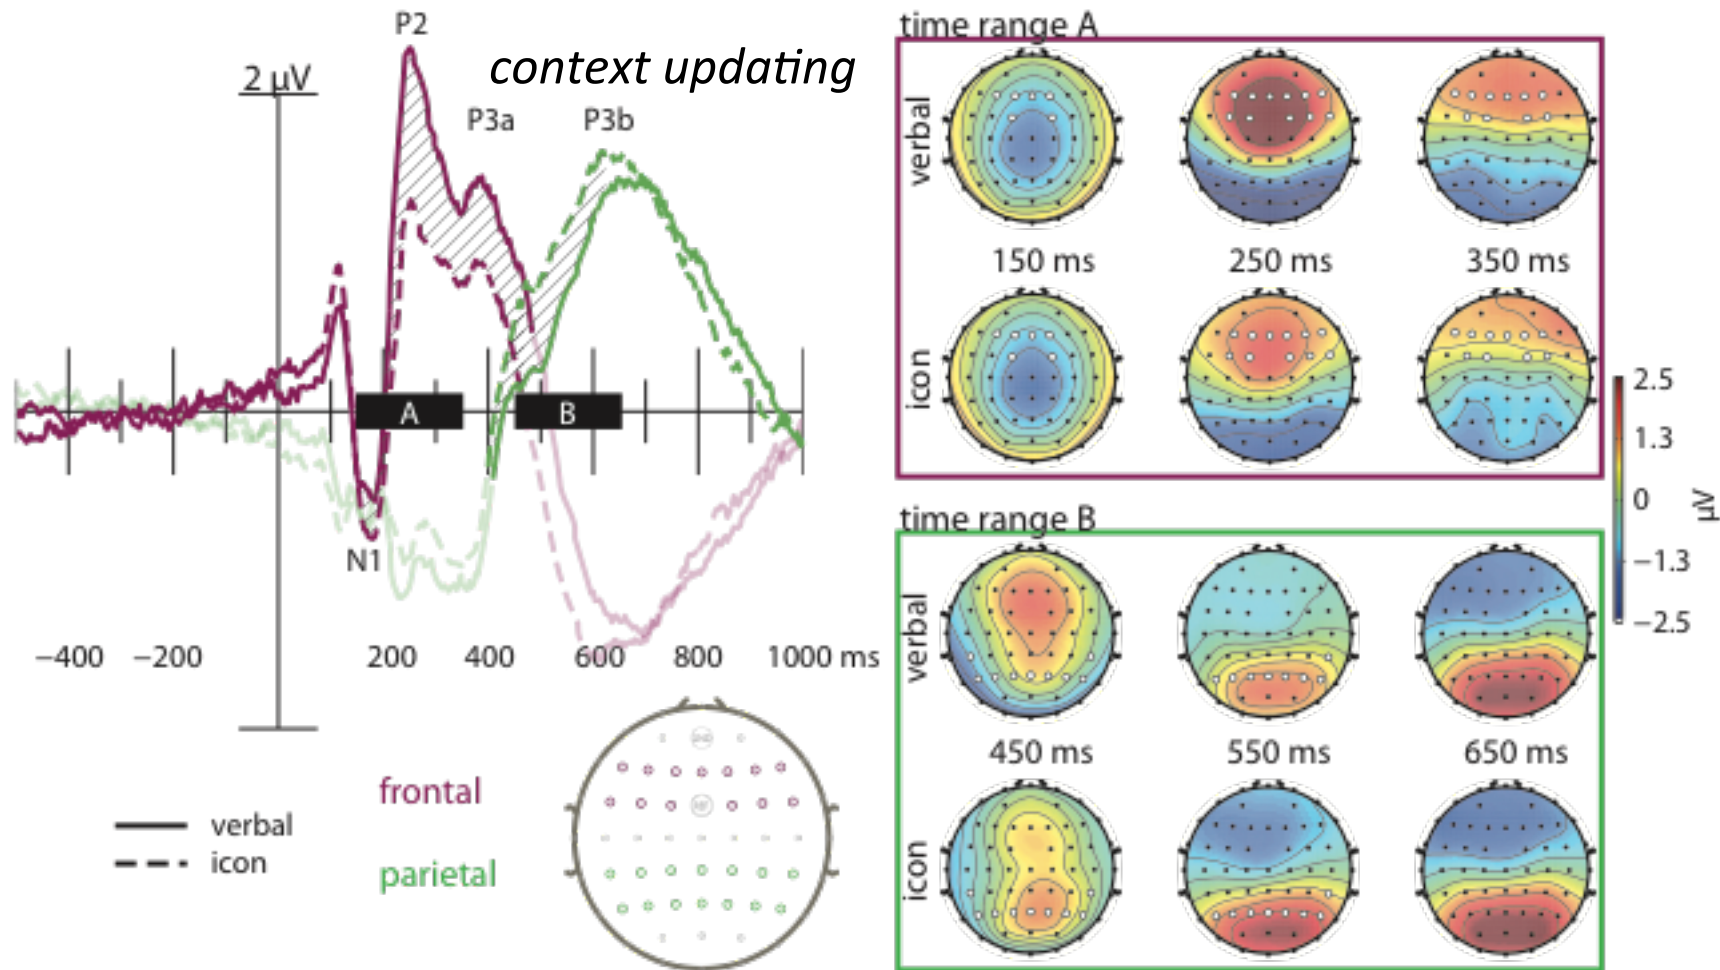 P2
context updating
2 µV
P3a
P3b
A
B
N1
−400
−200
200
400
600
800
1000 ms
frontal
parietal
verbal
icon
time range A
verbal
150 ms
250 ms
350 ms
icon
time range B
verbal
450 ms
550 ms
650 ms
icon
2.5
1.3
0
−1.3
−2.5
µV